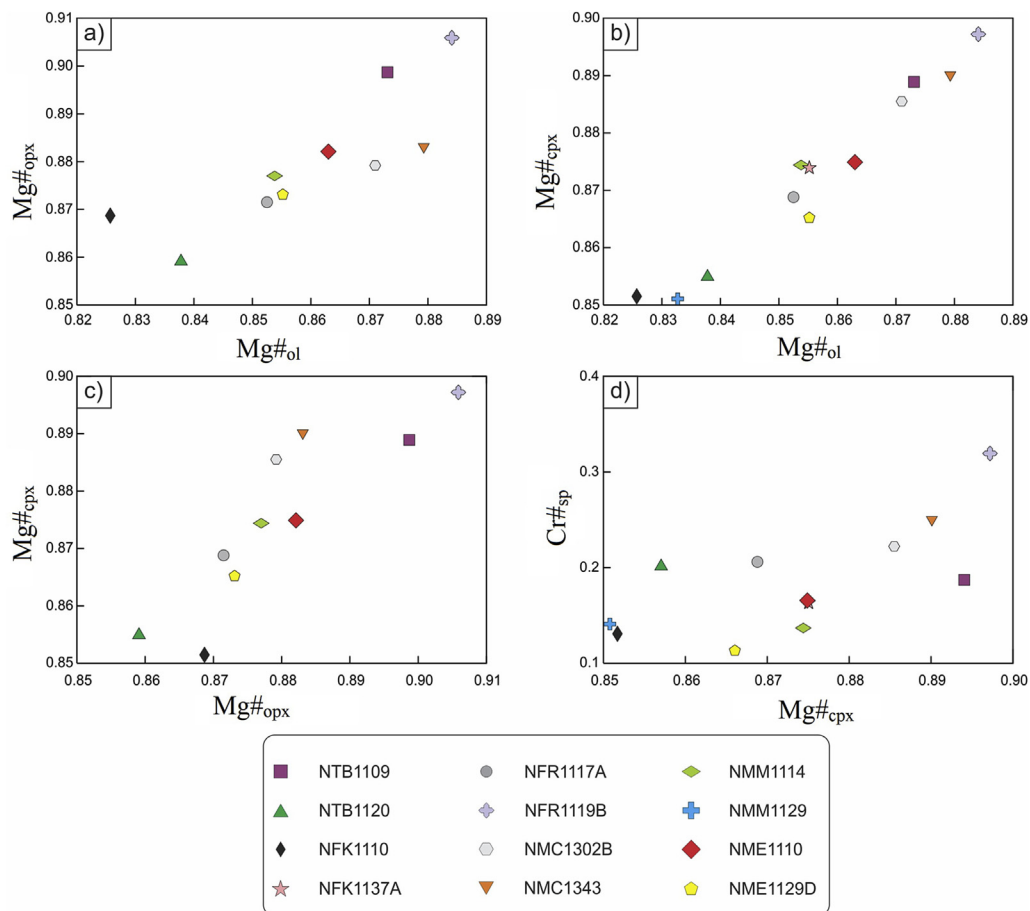 a)
0.91
0.90
0.89
0.88
0.87
0.86
0.85
Mg#opx
0.82 0.83 0.84 0.85 0.86 0.87 0.88 0.89
Mg#ol
b)
0.90
0.89
0.88
0.87
0.86
0.85
Mg#cpx
0.82 0.83 0.84 0.85 0.86 0.87 0.88 0.89
Mg#ol
c)
0.90
0.89
0.88
0.87
0.86
0.85
Mg#cpx
0.85 0.86 0.87 0.88 0.89 0.90 0.91
Mg#opx
d)
0.4
0.3
0.2
0.1
Cr#sp
0.85 0.86 0.87 0.88 0.89 0.90
Mg#cpx
NTB1109 NFR1117A NMM1114
NTB1120 NFR1119B NMM1129
NFK1110 NMC1302B NME1110
NFK1137A NMC1343 NME1129D